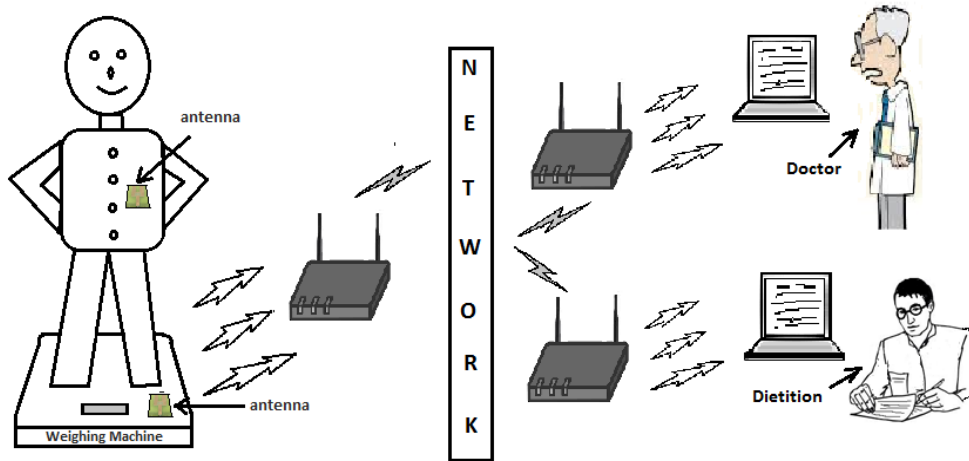 antenna
antenna
Weighing Machine
N
E
T
W
O
R
K
Doctor
Dietition